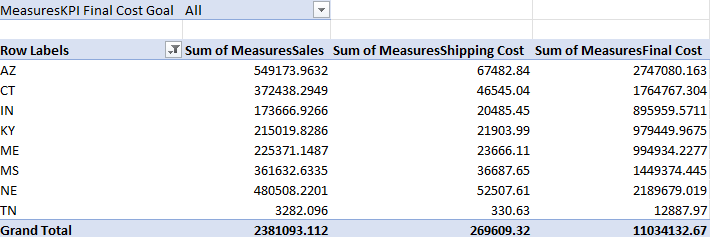 MeasuresKPI Final Cost Goal All
Row Labels Sum of MeasuresSales Sum of MeasuresShipping Cost Sum of MeasuresFinal Cost
AZ 549173.9632 67482.84 2747080.163
CT 372438.2949 46545.04 1764767.304
IN 173666.9266 20485.45 895959.5711
KY 215019.8286 21903.99 979449.9675
ME 225371.1487 23666.11 994934.2277
MS 361632.6335 36687.65 1449374.445
NE 480508.2201 52507.61 2189679.019
TN 3282.096 330.63 12887.97
Grand Total 2381093.112 269609.32 11034132.67